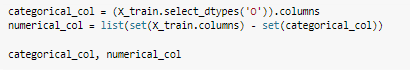 categorical_col = (X_train.select_dtypes('O')).columns
numerical_col = list(set(X_train.columns) - set(categorical_col))
categorical_col, numerical_col